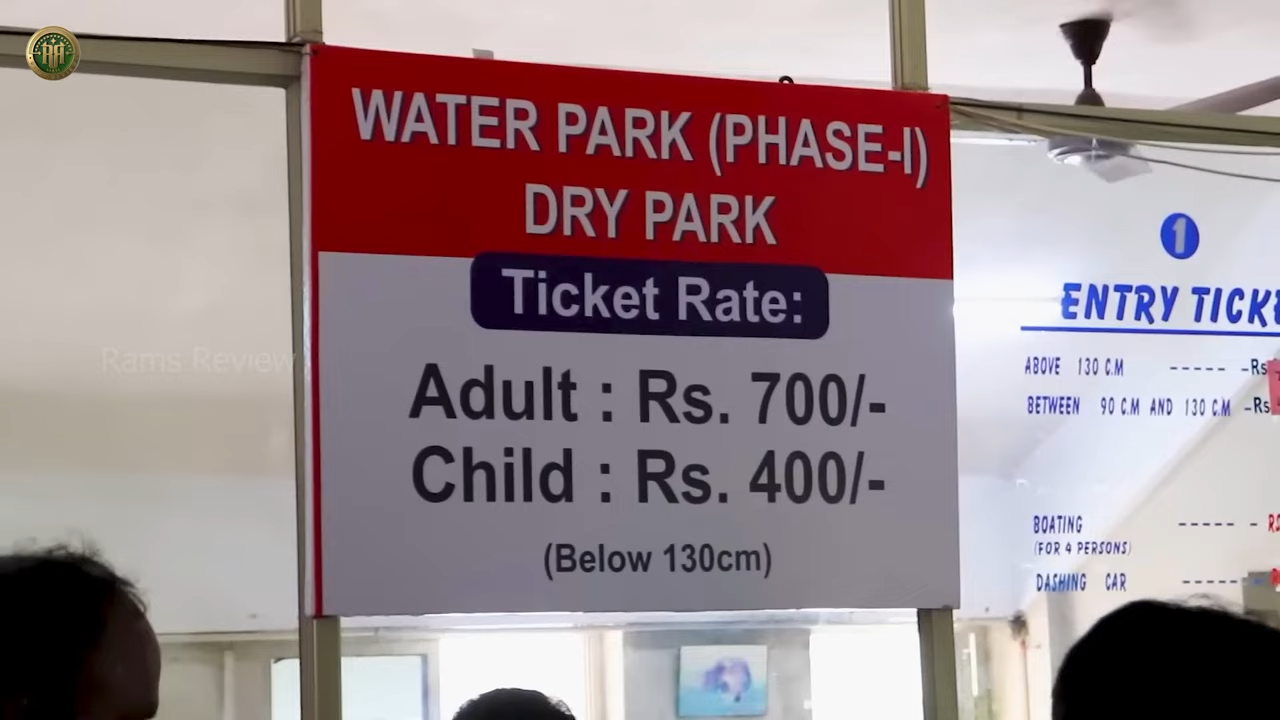 WATER PARK (PHASE-I)
DRY PARK
Ticket Rate:
Adult : Rs. 700/-
Child : Rs. 400/-
(Below 130cm)
Rams Review
1
ENTRY TICK
ABOVE 130 C.M ----- -Rs
BETWEEN 90 C.M AND 130 C.M -Rs
BOATING ----- -
(FOR 4 PERSONS)
DASHING CAR -----